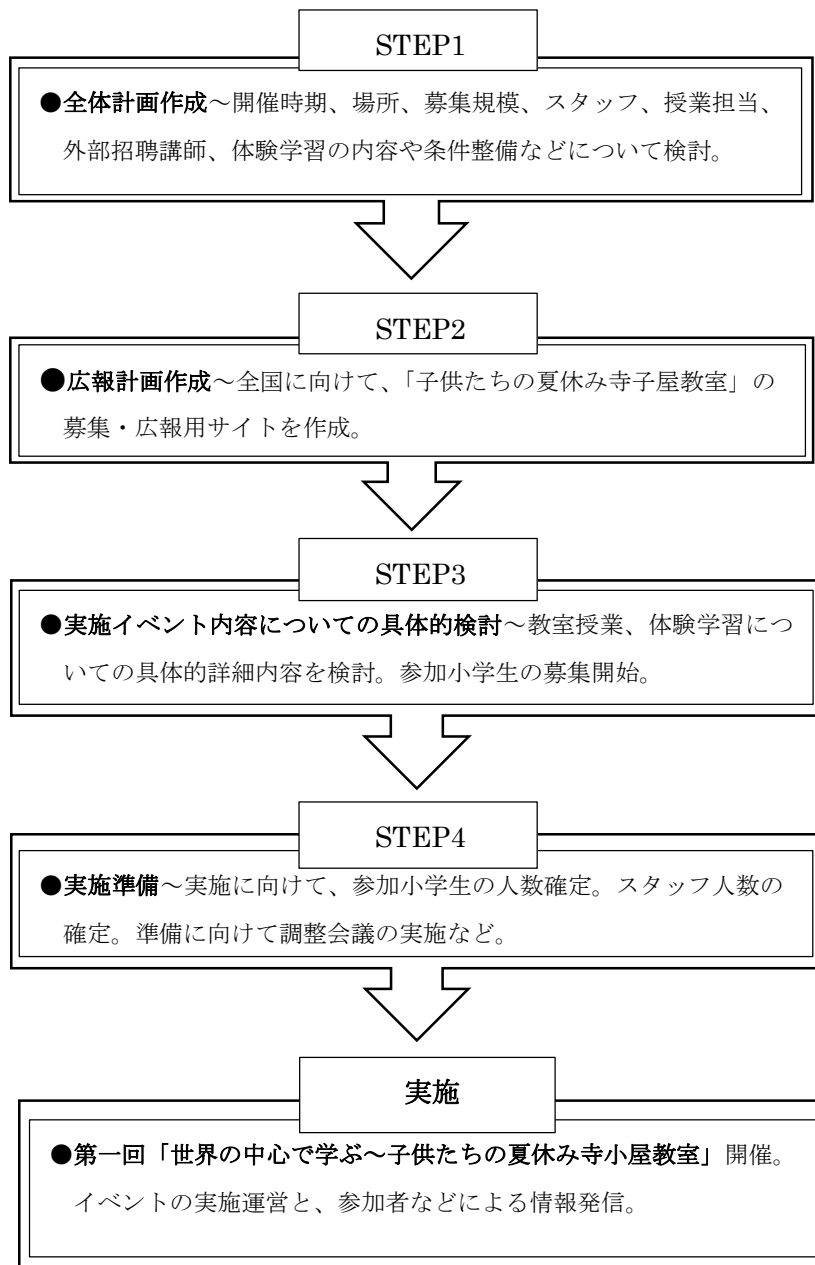 STEP1
●全体計画作成～開催時期、場所、募集規模、スタッフ、授業担当、
外部招聘講師、体験学習の内容や条件整備などについて検討。
STEP2
●広報計画作成～全国に向けて、「子供たちの夏休み寺子屋教室」の
募集・広報用サイトを作成。
STEP3
●実施イベント内容についての具体的検討～教室授業、体験学習につ
いての具体的詳細内容を検討。参加小学生の募集開始。
STEP4
●実施準備～実施に向けて、参加小学生の人数確定。スタッフ人数の
確定。準備に向けて調整会議の実施など。
実施
●第一回「世界の中心で学ぶ～子供たちの夏休み寺小屋教室」開催。
イベントの実施運営と、参加者などによる情報発信。